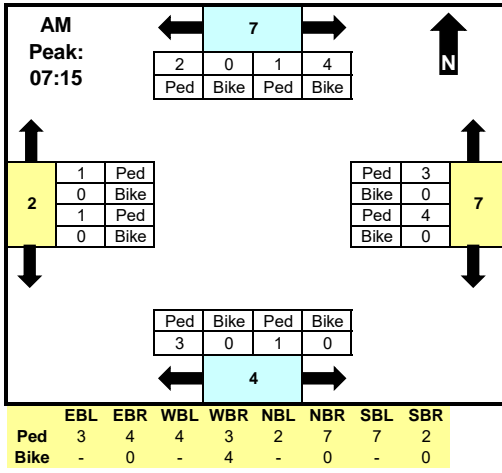 AM
Peak:
07:15
7
2 0 1 4
Ped Bike Ped Bike
N
2
1 Ped
0 Bike
1 Ped
0 Bike
Ped 3
Bike 0
Ped 4
Bike 0
7
Ped Bike Ped Bike
3 0 1 0
4
EBL EBR WBL WBR NBL NBR SBL SBR
Ped 3 4 4 3 2 7 7 2
Bike - 0 - 4 - 0 - 0